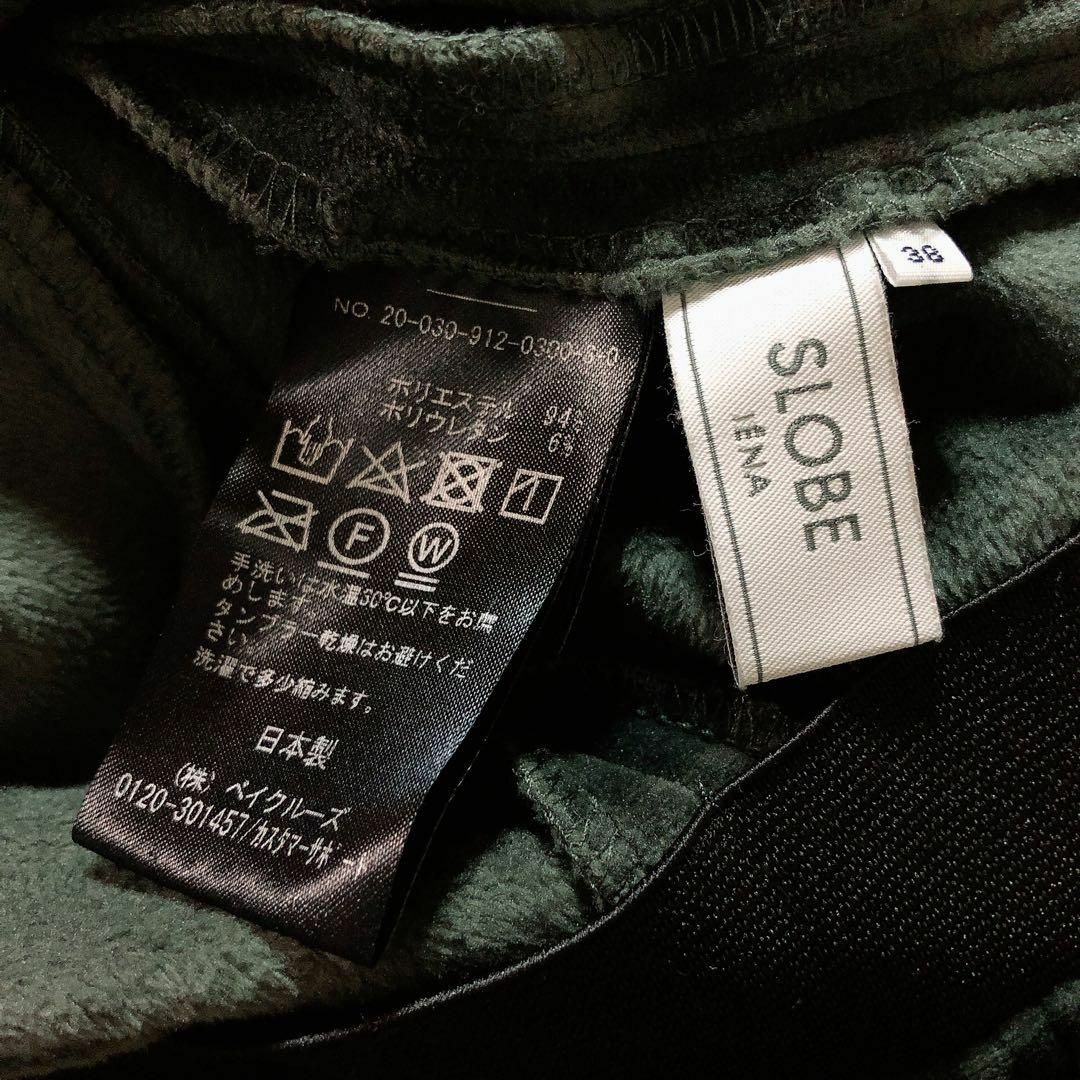 NO 20-030-912-0300-
ポリエステル 94%
ポリウレタン 6%
1
F W
手洗いは水温30℃以下をお薦
めします。
タンブラー乾燥はお避けくだ
さい。
洗濯で多少縮みます。
日本製
(株) ベイクルーズ
0120-301457/カスタマーサポート
SLOBE
IENA
38